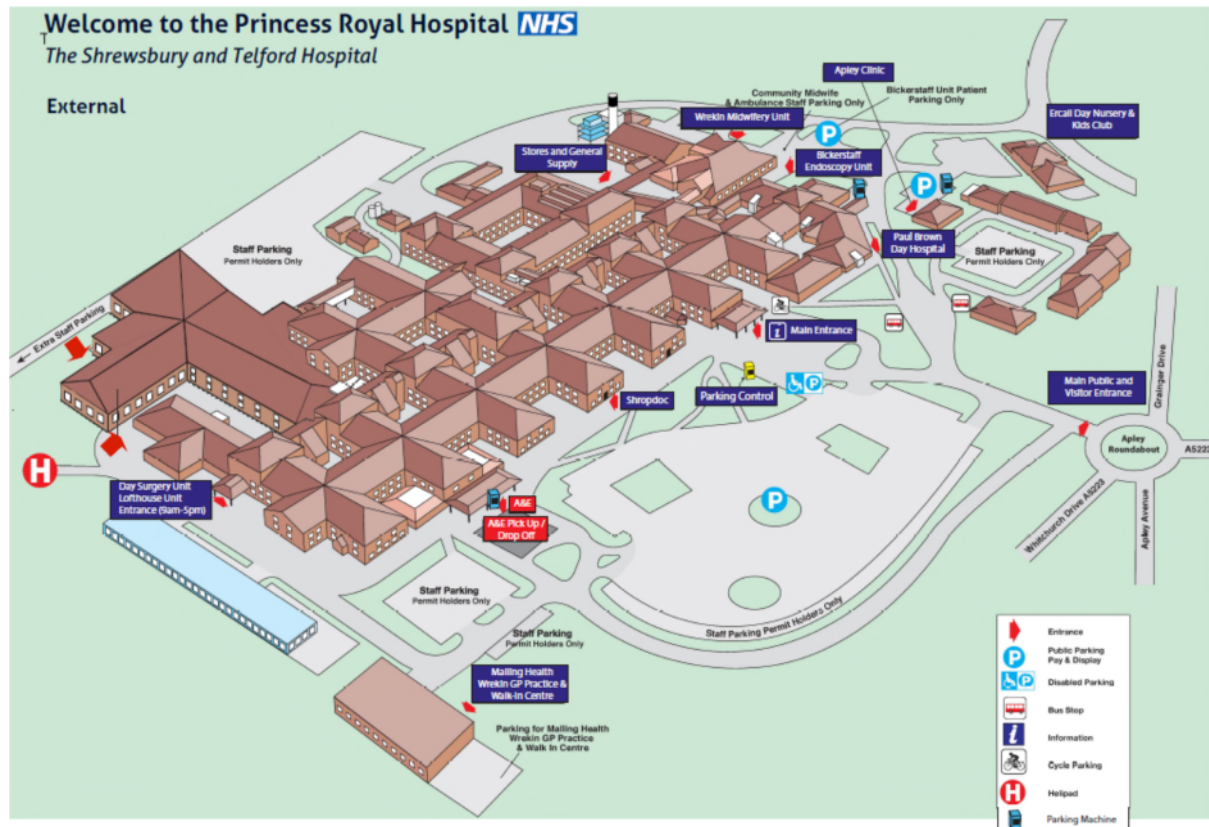 Welcome to the Princess Royal Hospital NHS
T
The Shrewsbury and Telford Hospital
External
Apley Clinic
Community Midwife
& Ambulance Staff Parking Only
Bickerstaff Unit Patient
Parking Only
Wrekin Midwifery Unit
P
Ercall Day Nursery &
Kids Club
Stores and General
Supply
Bickerstaff
Endoscopy Unit
P
Paul Brown
Day Hospital
Staff Parking
Permit Holders Only
Staff Parking
Permit Holders Only
Extra Staff Parking
i Main Entrance
Parking Control
P
Shropdoc
Main Public and
Visitor Entrance
Grainger Drive
Apley
Roundabout
A5223
Whitchurch Drive A5223
Apley Avenue
H
Day Surgery Unit
Lofthouse Unit
Entrance (9am-5pm)
A&E
A&E Pick Up /
Drop Off
P
Staff Parking
Permit Holders Only
Staff Parking Permit Holders Only
Staff Parking
Permit Holders Only
Malling Health
Wrekin GP Practice &
Walk-In Centre
Parking for Malling Health
Wrekin GP Practice
& Walk In Centre
Entrance
P
Public Parking
Pay & Display
P
Disabled Parking
Bus Stop
i
Information
Cycle Parking
H
Helipad
Parking Machine